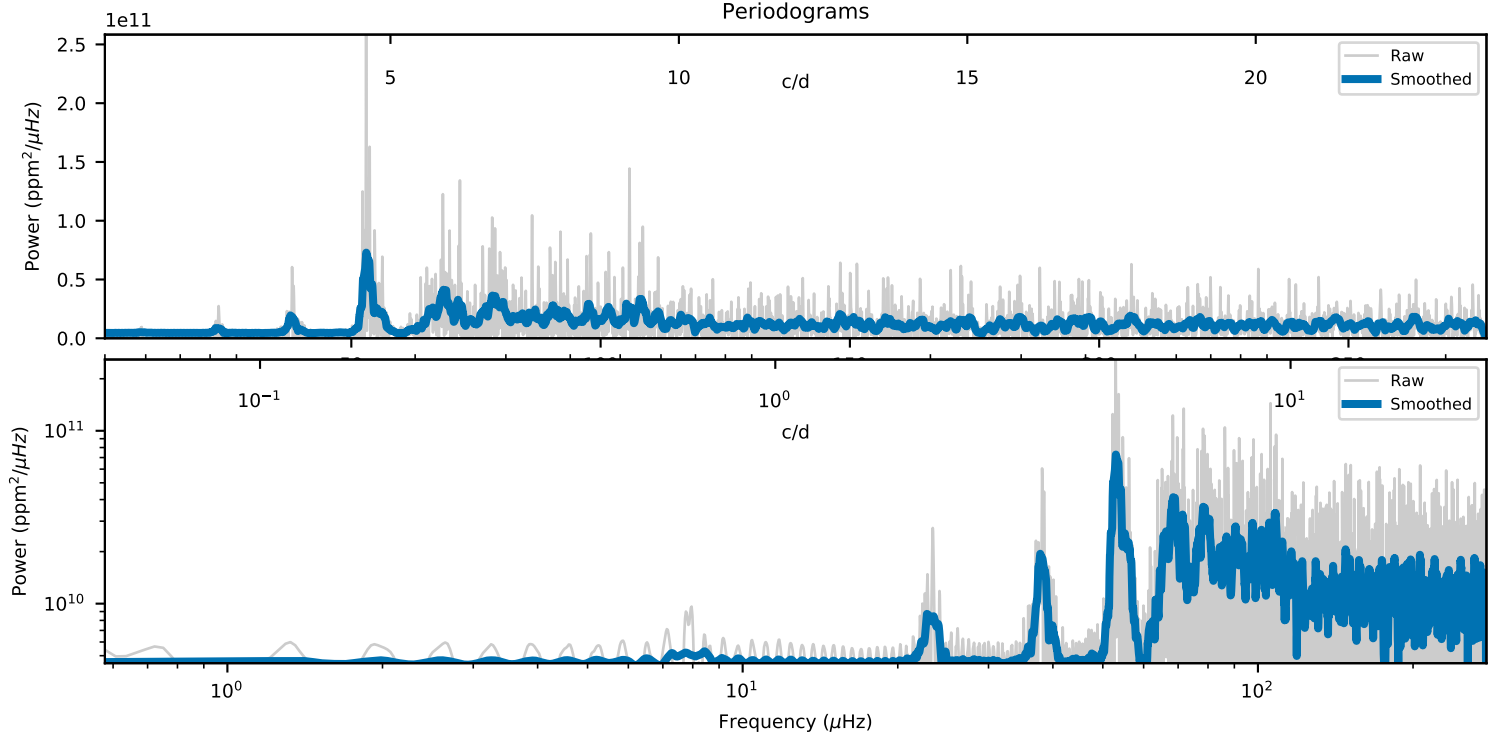 Periodograms
1e11
2.5
2.0
1.5
1.0
0.5
0.0
Power (ppm²/μHz)
5 10 15 20
c/d
Raw
Smoothed
10⁻¹ 10⁰ 10¹
c/d
Raw
Smoothed
10¹¹
10¹⁰
Power (ppm²/μHz)
10⁰ 10¹ 10²
Frequency (μHz)